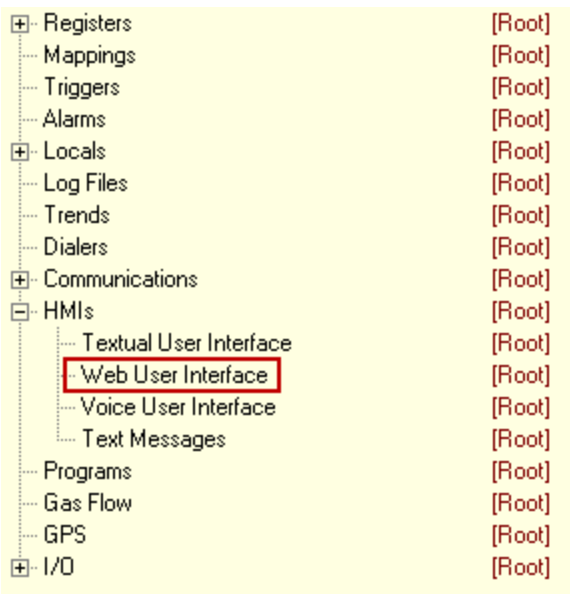 Registers [Root]
Mappings [Root]
Triggers [Root]
Alarms [Root]
Locals [Root]
Log Files [Root]
Trends [Root]
Dialers [Root]
Communications [Root]
HMIs [Root]
Textual User Interface [Root]
Web User Interface [Root]
Voice User Interface [Root]
Text Messages [Root]
Programs [Root]
Gas Flow [Root]
GPS [Root]
I/O [Root]